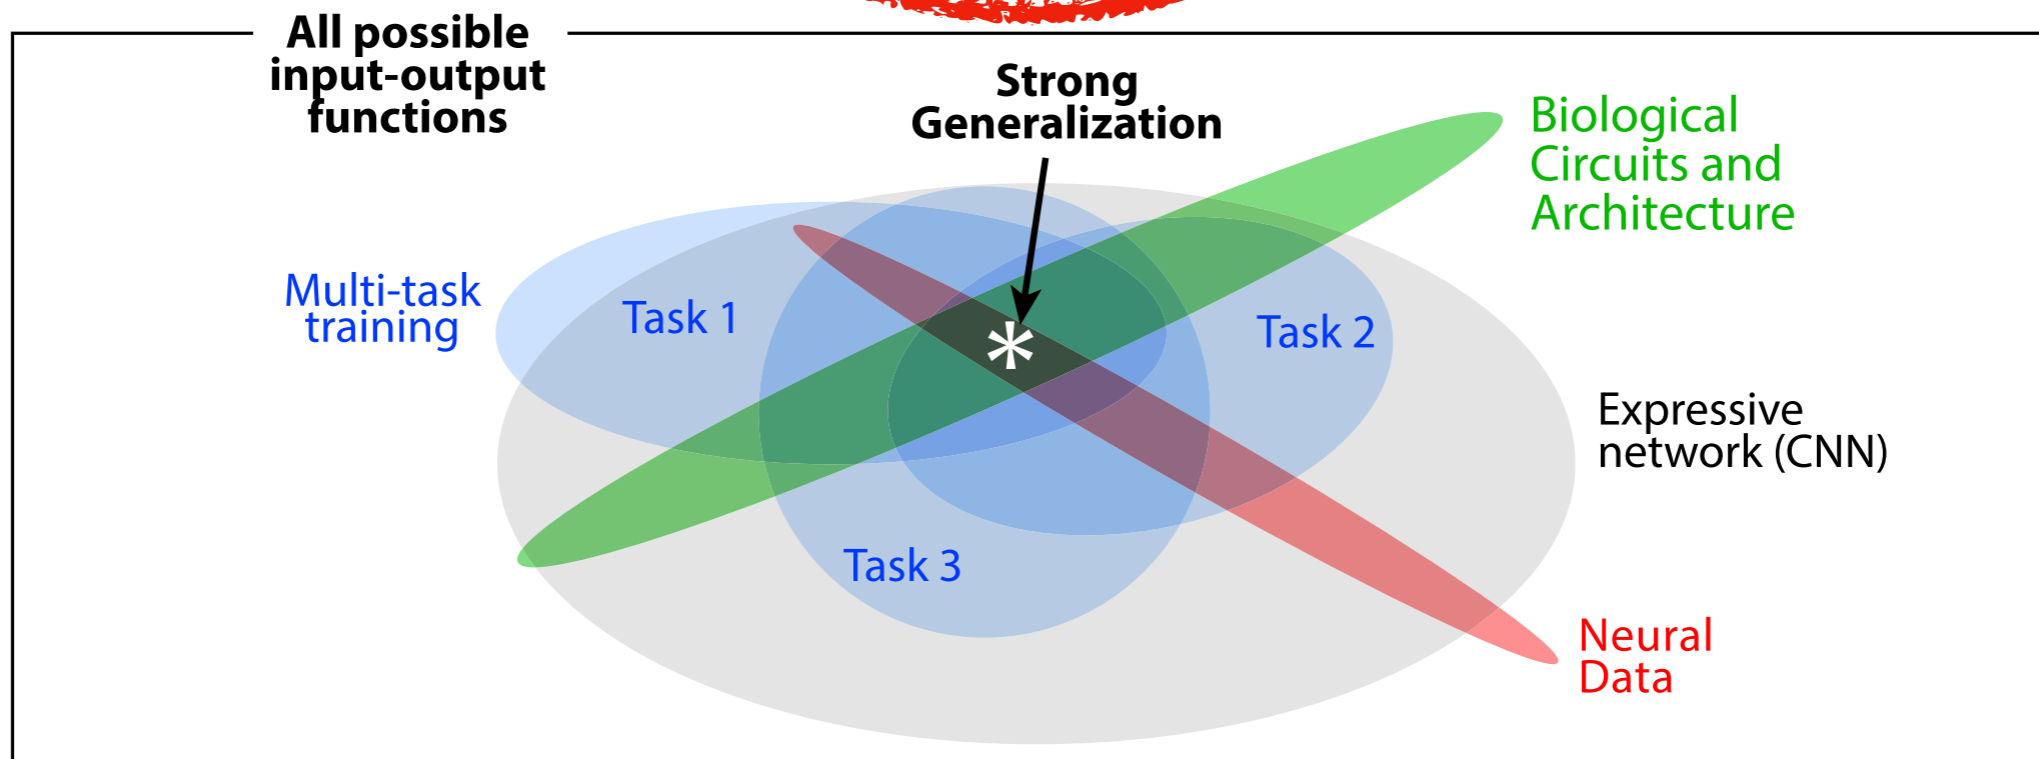 All possible
input-output
functions
Strong
Generalization
Biological
Circuits and
Architecture
Multi-task
training
Task 1
*
Task 2
Expressive
network (CNN)
Task 3
Neural
Data